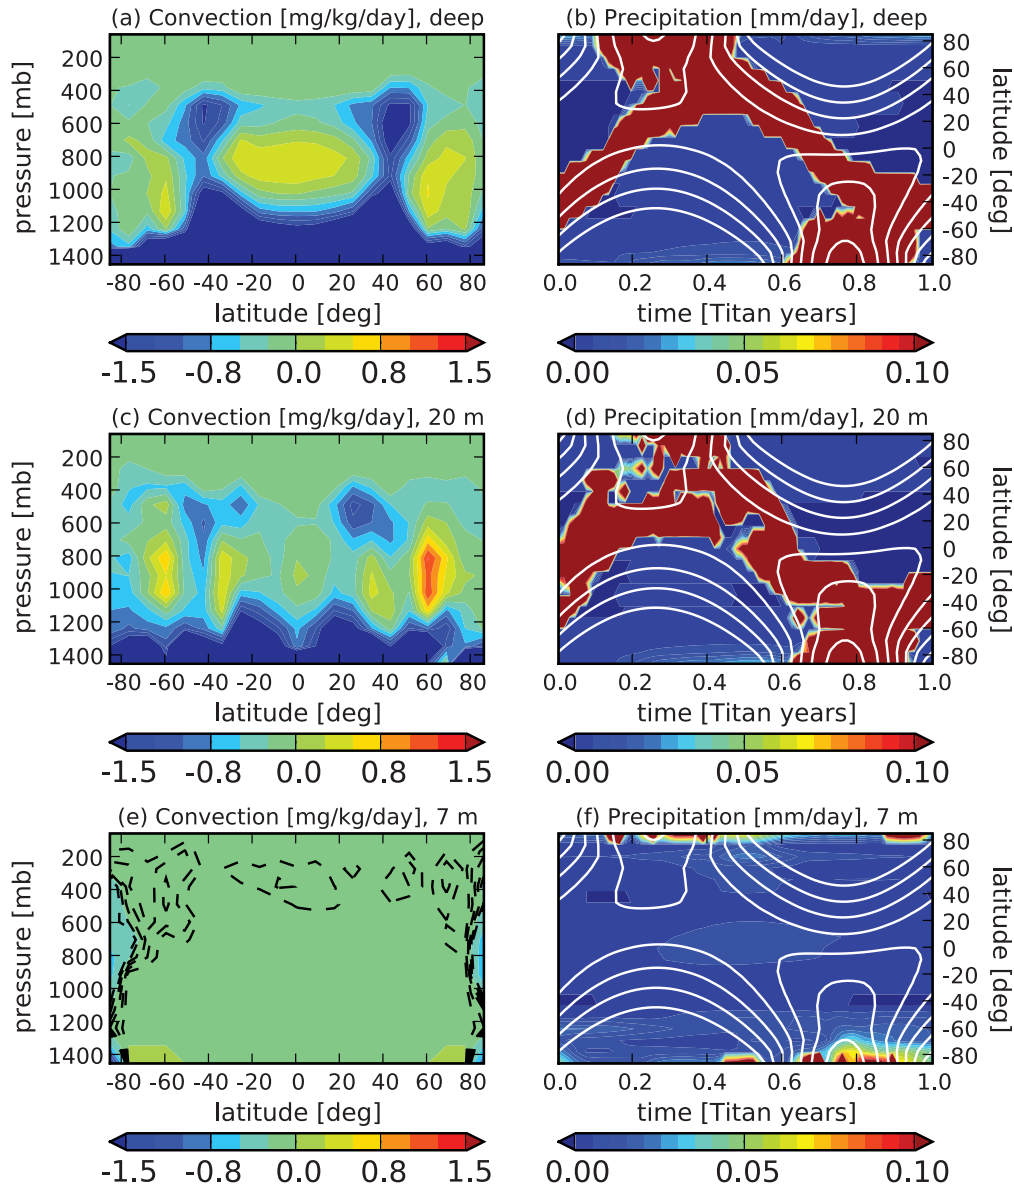 (a) Convection [mg/kg/day], deep
(b) Precipitation [mm/day], deep
pressure [mb]
200
400
600
800
1000
1200
1400
-80 -60 -40 -20 0 20 40 60 80
latitude [deg]
-1.5 -0.8 0.0 0.8 1.5
80
60
40
20
0
-20
-40
-60
-80
latitude [deg]
0.0 0.2 0.4 0.6 0.8 1.0
time [Titan years]
0.00 0.05 0.10
(c) Convection [mg/kg/day], 20 m
(d) Precipitation [mm/day], 20 m
pressure [mb]
200
400
600
800
1000
1200
1400
-80 -60 -40 -20 0 20 40 60 80
latitude [deg]
-1.5 -0.8 0.0 0.8 1.5
80
60
40
20
0
-20
-40
-60
-80
latitude [deg]
0.0 0.2 0.4 0.6 0.8 1.0
time [Titan years]
0.00 0.05 0.10
(e) Convection [mg/kg/day], 7 m
(f) Precipitation [mm/day], 7 m
pressure [mb]
200
400
600
800
1000
1200
1400
-80 -60 -40 -20 0 20 40 60 80
latitude [deg]
-1.5 -0.8 0.0 0.8 1.5
80
60
40
20
0
-20
-40
-60
-80
latitude [deg]
0.0 0.2 0.4 0.6 0.8 1.0
time [Titan years]
0.00 0.05 0.10